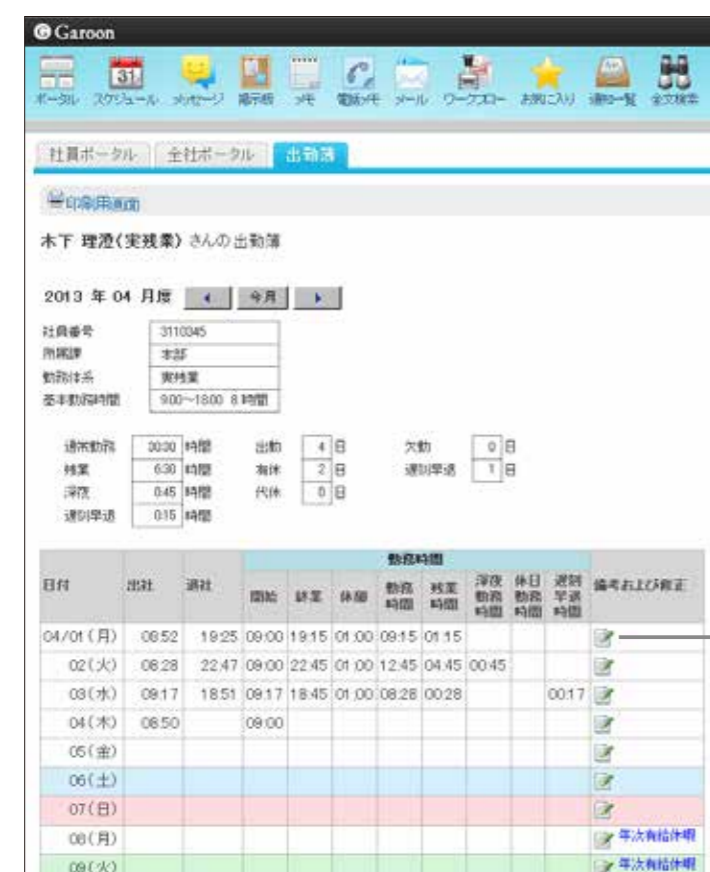 Garoon
31
ポータル スケジュール メッセージ 掲示板 メモ 電話メモ メール ワークフロー お気に入り 通知一覧 全文検索
社員ポータル 全社ポータル 出勤簿
印刷用画面
木下 理澄(実残業) さんの出勤簿
2013 年 04 月度 今月
社員番号 3110345
所属課 本部
勤務体系 実残業
基本勤務時間 9:00～18:00 8 時間
通常勤務 30:30 時間 出勤 4 日 欠勤 0 日
残業 6:30 時間 有休 2 日 遅刻早退 1 日
深夜 0:45 時間 代休 0 日
遅刻早退 0:15 時間
勤務時間
日付 出社 退社 開始 終業 休憩 勤務時間 残業時間 深夜勤務時間 休日勤務時間 遅刻早退時間 備考および修正
04/01(月) 08:52 19:25 09:00 19:15 01:00 09:15 01:15
02(火) 08:28 22:47 09:00 22:45 01:00 12:45 04:45 00:45
03(水) 09:17 18:51 09:17 18:45 01:00 08:28 00:28 00:17
04(木) 08:50 09:00
05(金)
06(土)
07(日)
08(月) 年次有給休暇
09(火) 年次有給休暇